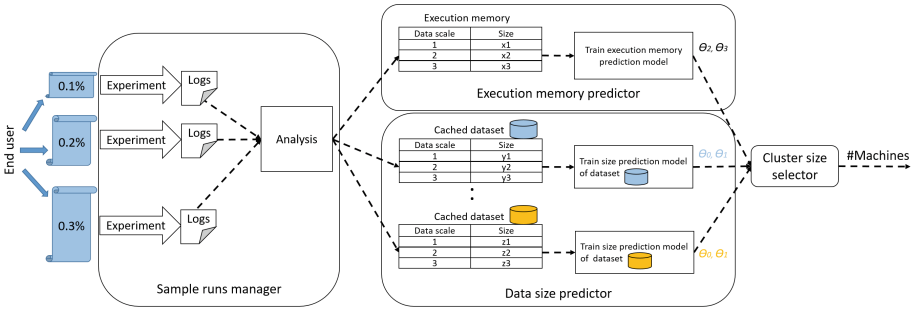 End user
0.1%
0.2%
0.3%
Experiment
Logs
Experiment
Logs
Experiment
Logs
Analysis
Sample runs manager
Execution memory
Data scale Size
1 x1
2 x2
3 x3
Train execution memory
prediction model
Execution memory predictor
Cached dataset
Data scale Size
1 y1
2 y2
3 y3
Train size prediction model
of dataset
Cached dataset
Data scale Size
1 z1
2 z2
3 z3
Train size prediction model
of dataset
Data size predictor
Θ2, Θ3
Θ0, Θ1
Θ0, Θ1
Cluster size
selector
#Machines